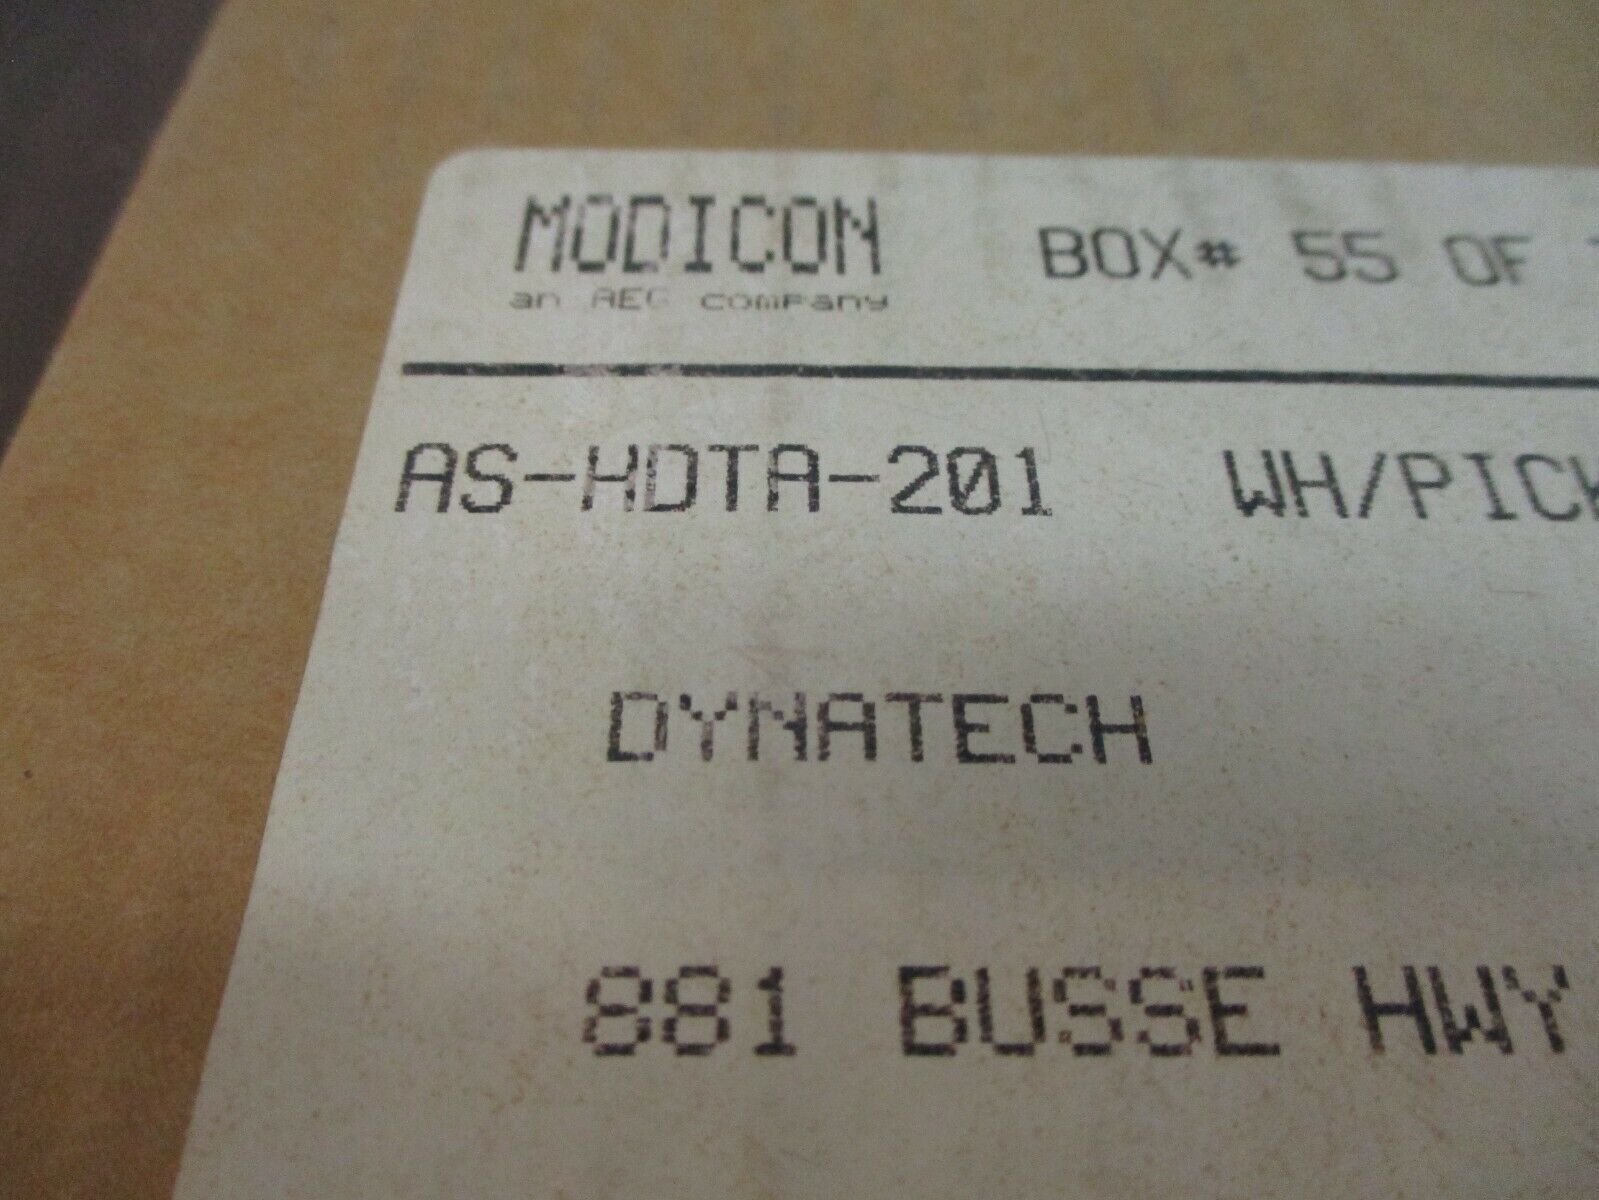 MODICON BOX# 55 OF
an AEG company
AS-HDTA-201 WH/PICK
DYNATECH
881 BUSSE HWY